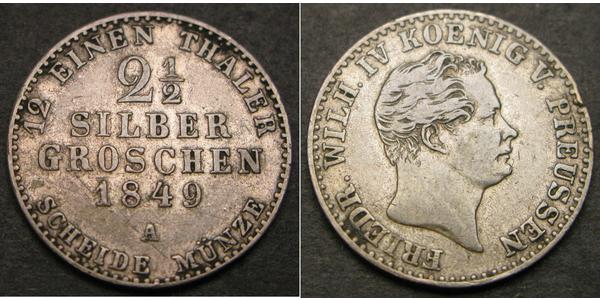 12 EINEN THALER
2 1/2
SILBER
GROSCHEN
1849
A
SCHEIDE MÜNZE
FRIEDR. WILH. IV KOENIG V. PREUSSEN